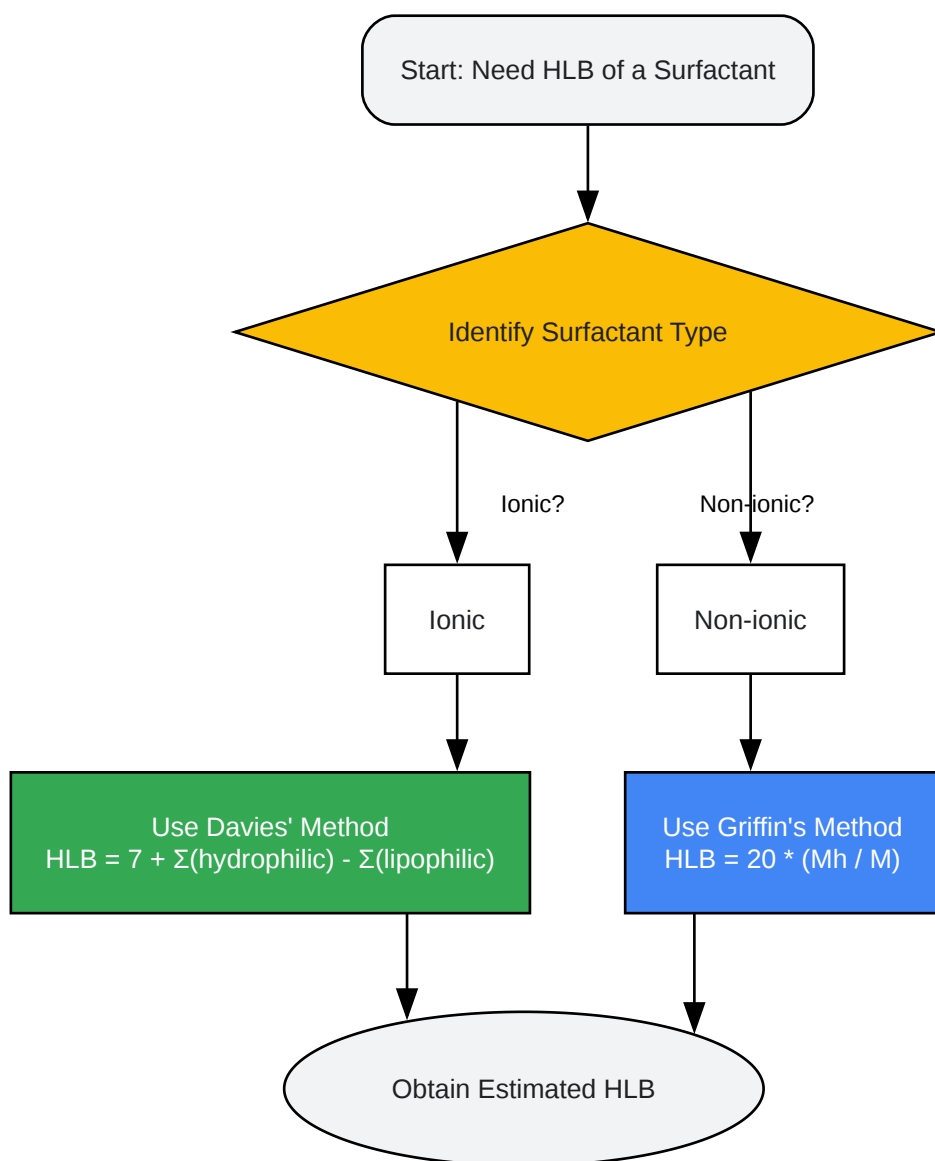 Start: Need HLB of a Surfactant
Identify Surfactant Type
Ionic?
Non-ionic?
Ionic
Non-ionic
Use Davies' Method
HLB = 7 + Σ(hydrophilic) - Σ(lipophilic)
Use Griffin's Method
HLB = 20 * (Mh / M)
Obtain Estimated HLB